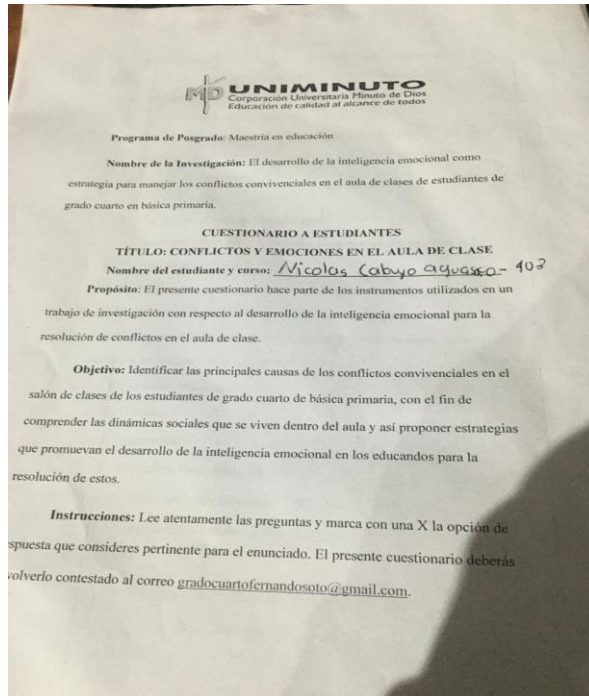 UNIMINUTO
Corporación Universitaria Minuto de Dios
Educación de calidad al alcance de todos
Programa de Posgrado: Maestría en educación
Nombre de la Investigación: El desarrollo de la inteligencia emocional como
estrategia para manejar los conflictos convivenciales en el aula de clases de estudiantes de
grado cuarto en básica primaria.
CUESTIONARIO A ESTUDIANTES
TÍTULO: CONFLICTOS Y EMOCIONES EN EL AULA DE CLASE
Nombre del estudiante y curso: Nicolas Cabuyo - 403
Propósito: El presente cuestionario hace parte de los instrumentos utilizados en un
trabajo de investigación con respecto al desarrollo de la inteligencia emocional para la
resolución de conflictos en el aula de clase.
Objetivo: Identificar las principales causas de los conflictos convivenciales en el
salón de clases de los estudiantes de grado cuarto de básica primaria, con el fin de
comprender las dinámicas sociales que se viven dentro del aula y así proponer estrategias
que promuevan el desarrollo de la inteligencia emocional en los educandos para la
resolución de estos.
Instrucciones: Lee atentamente las preguntas y marca con una X la opción de
spuesta que consideres pertinente para el enunciado. El presente cuestionario deberás
volverlo contestado al correo gradocuartofernandosoto@gmail.com.